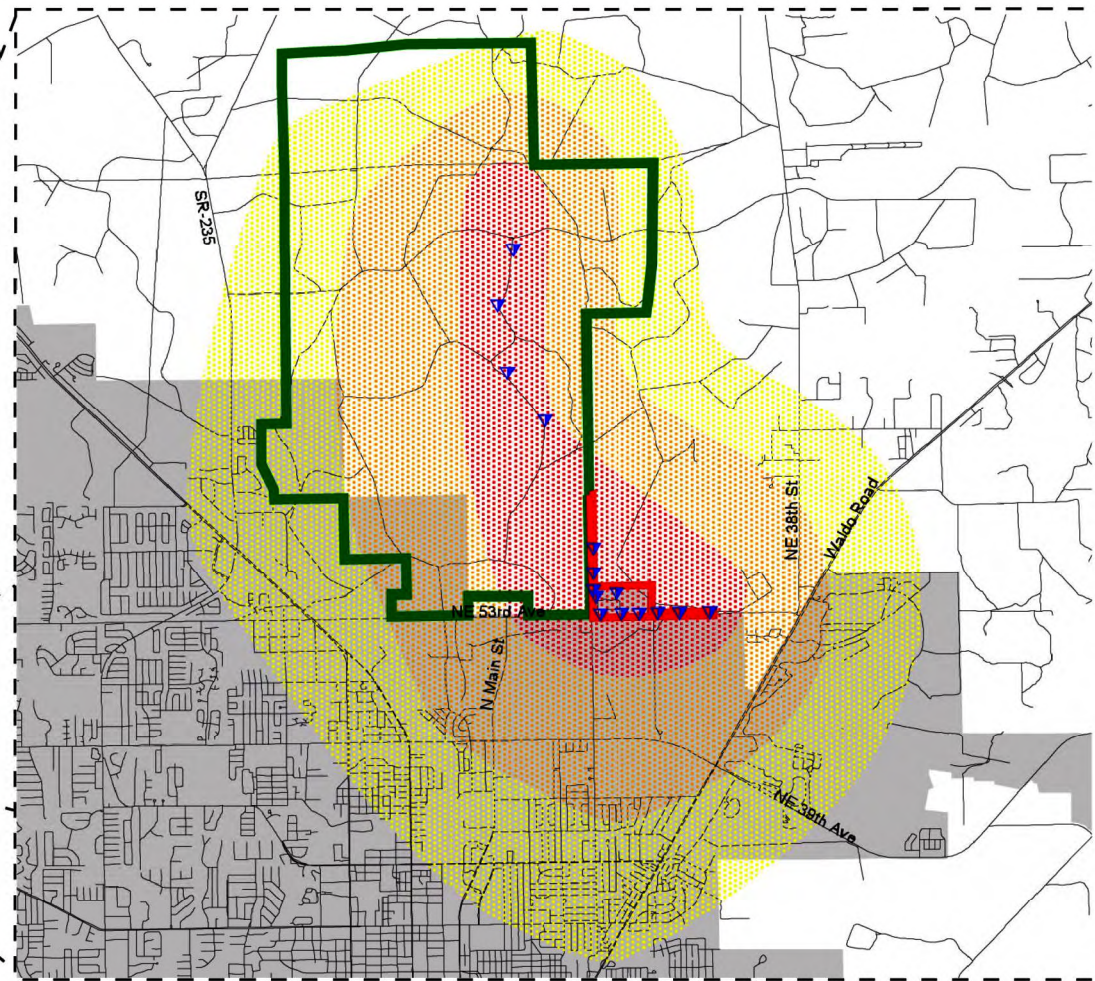 SR-235
NE 38th St
Waldo Road
NE 53rd Ave
N Main St
NE 39th Ave